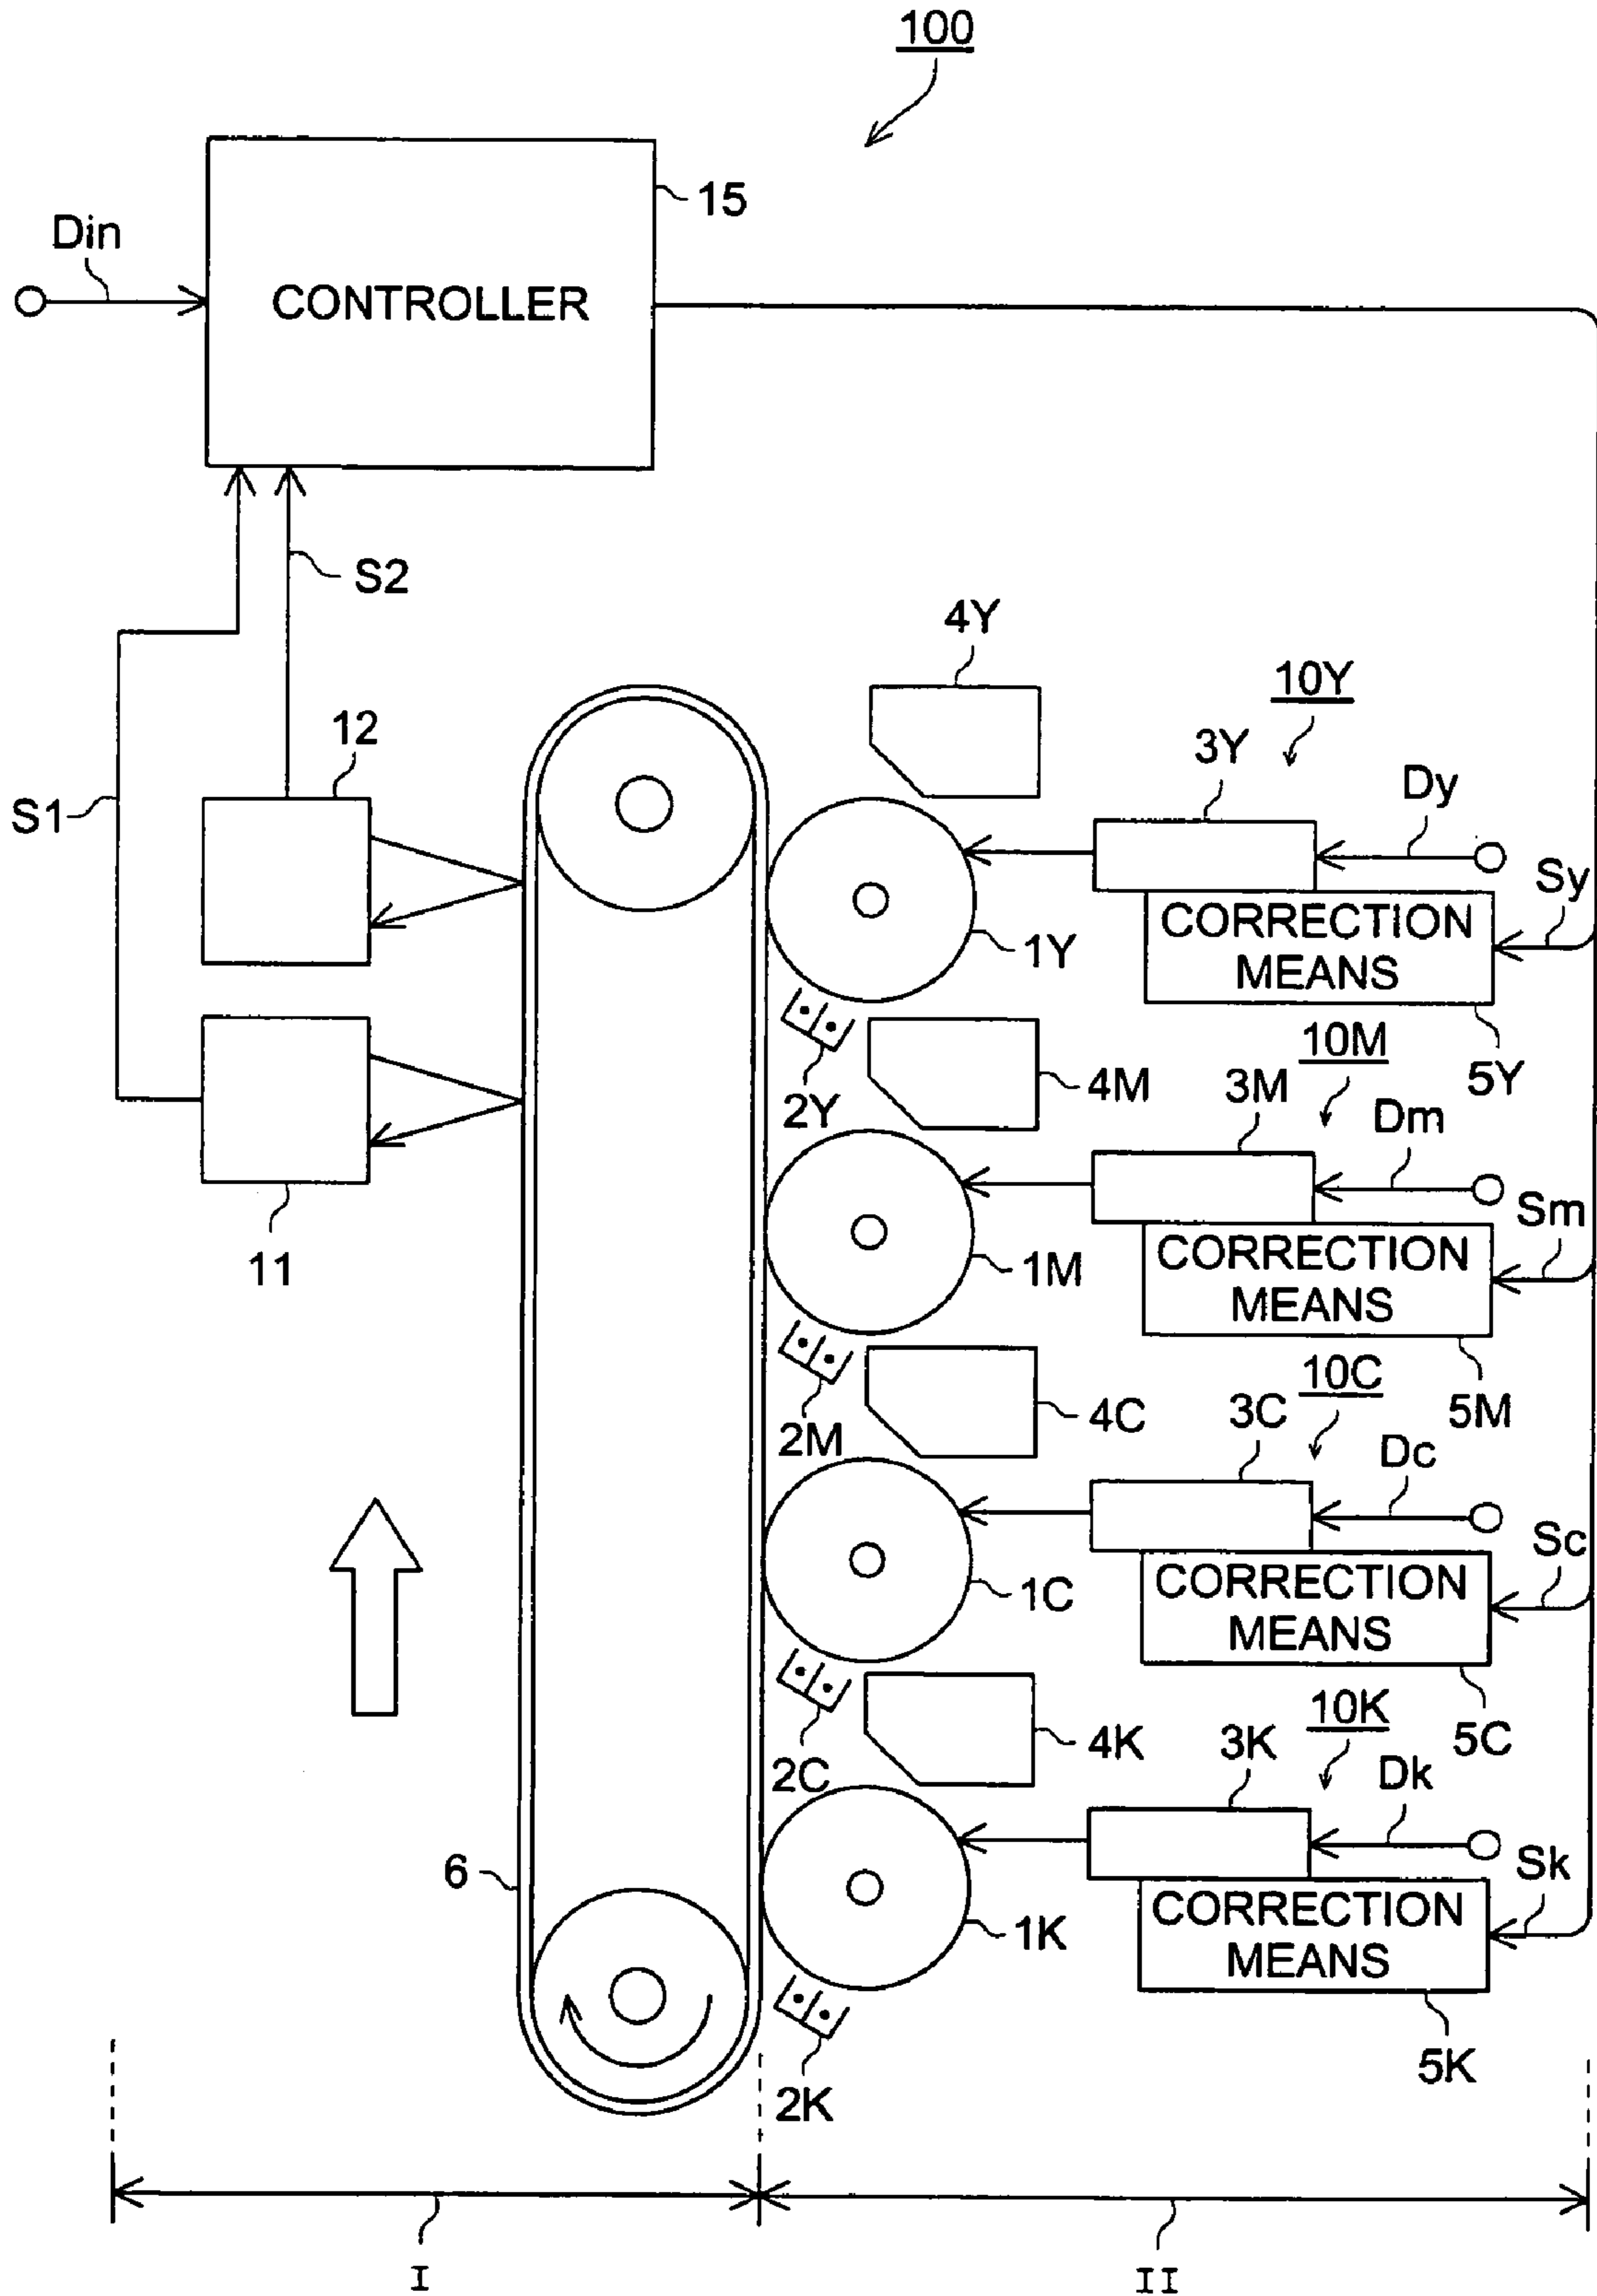 100
15
Din
CONTROLLER
S2
4Y
10Y
12
3Y
Dy
S1
Sy
CORRECTION
MEANS
1Y
10M
5Y
2Y
4M
3M
Dm
Sm
CORRECTION
MEANS
11
1M
10C
5M
2M
4C
3C
Dc
Sc
CORRECTION
MEANS
1C
10K
5C
2C
4K
3K
Dk
6
Sk
CORRECTION
MEANS
1K
5K
2K
I
II